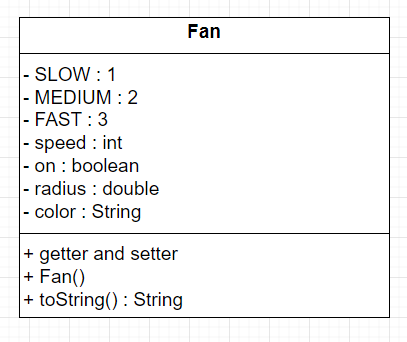 Fan
- SLOW : 1
- MEDIUM : 2
- FAST : 3
- speed : int
- on : boolean
- radius : double
- color : String
+ getter and setter
+ Fan()
+ toString() : String